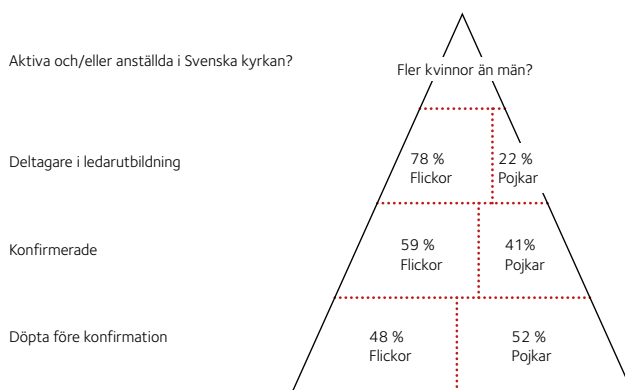 Aktiva och/eller anställda i Svenska kyrkan?
Fler kvinnor än män?
Deltagare i ledarutbildning
78 %
Flickor
22 %
Pojkar
Konfirmerade
59 %
Flickor
41%
Pojkar
Döpta före konfirmation
48 %
Flickor
52 %
Pojkar